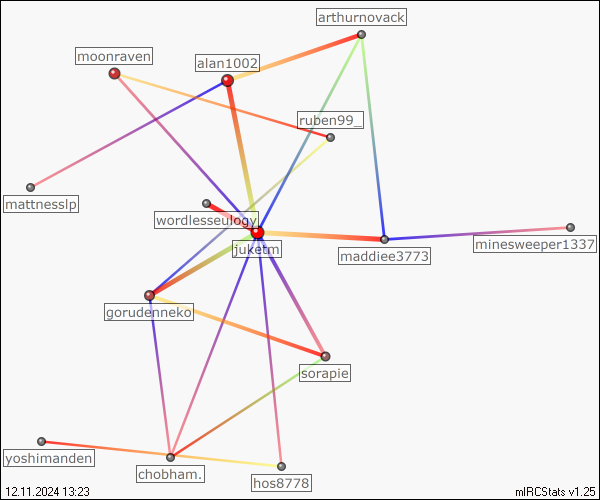 arthurnovack
moonraven
alan1002
ruben99_
mattnesslp
wordlesseulogy
juketm
minesweeper1337
maddiee3773
gorudenneko
sorapie
yoshimanden
chobham.
hos8778
12.11.2024 13:23
mIRCStats v1.25